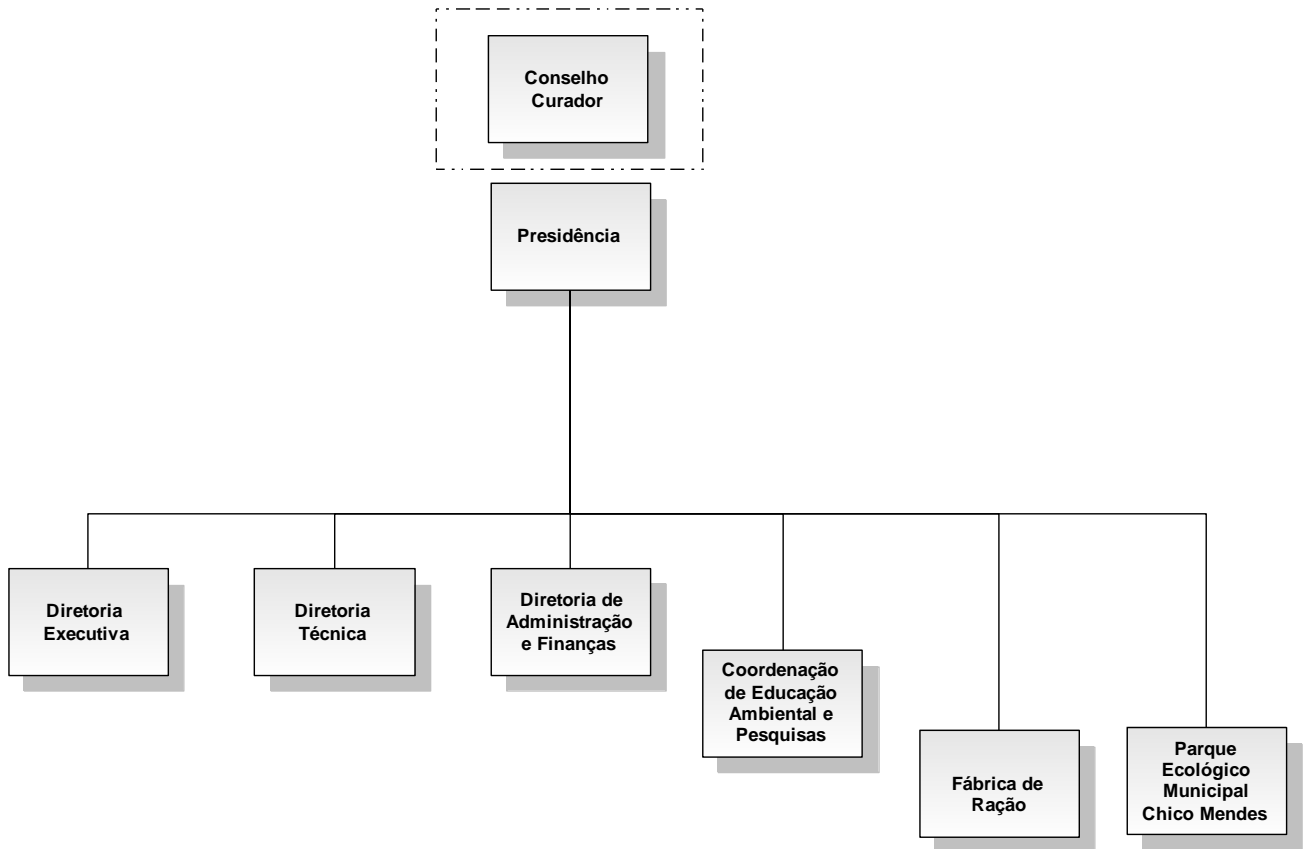 Conselho
Curador
Presidência
Diretoria
Executiva
Diretoria
Técnica
Diretoria de
Administração
e Finanças
Coordenação
de Educação
Ambiental e
Pesquisas
Fábrica de
Ração
Parque
Ecológico
Municipal
Chico Mendes